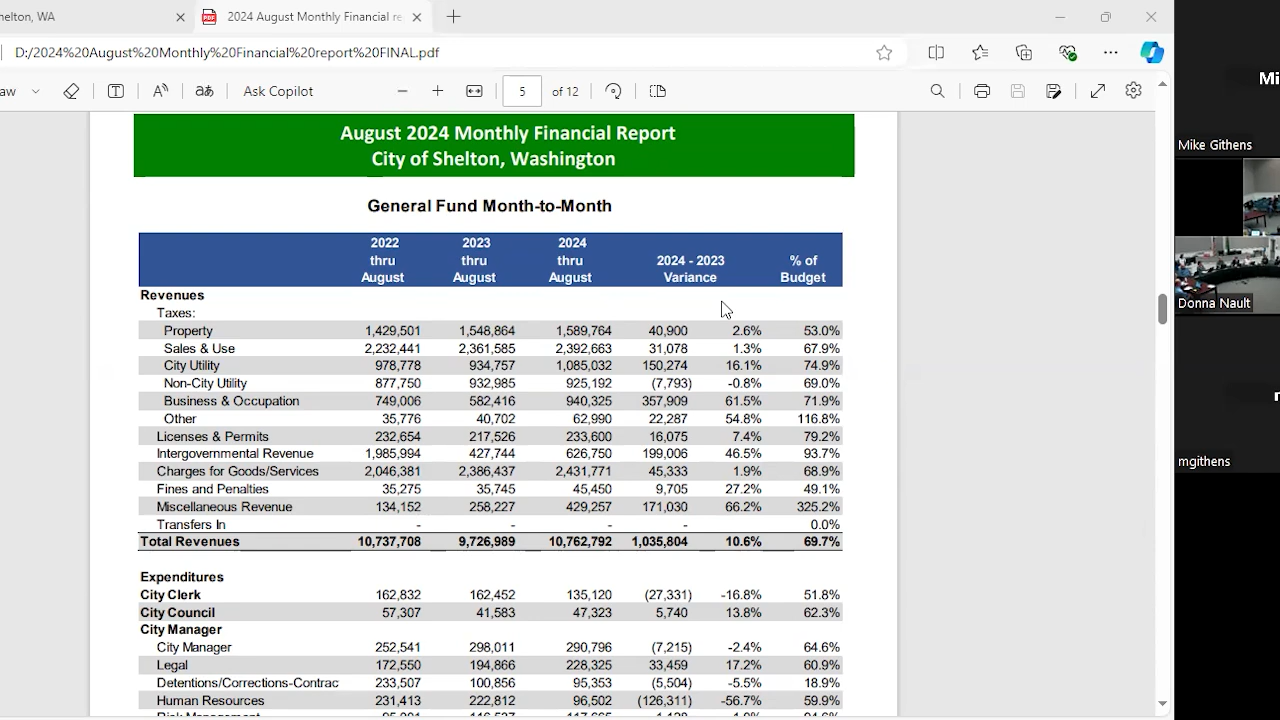 helton, WA
2024 August Monthly Financial re
D:/2024%20August%20Monthly%20Financial%20report%20FINAL.pdf
aw
Ask Copilot
5 of 12
August 2024 Monthly Financial Report
City of Shelton, Washington
General Fund Month-to-Month
2022 thru August 2023 thru August 2024 thru August 2024 - 2023 Variance % of Budget
Revenues
Taxes:
Property 1,429,501 1,548,864 1,589,764 40,900 2.6% 53.0%
Sales & Use 2,232,441 2,361,585 2,392,663 31,078 1.3% 67.9%
City Utility 978,778 934,757 1,085,032 150,274 16.1% 74.9%
Non-City Utility 877,750 932,985 925,192 (7,793) -0.8% 69.0%
Business & Occupation 749,006 582,416 940,325 357,909 61.5% 71.9%
Other 35,776 40,702 62,990 22,287 54.8% 116.8%
Licenses & Permits 232,654 217,526 233,600 16,075 7.4% 79.2%
Intergovernmental Revenue 1,985,994 427,744 626,750 199,006 46.5% 93.7%
Charges for Goods/Services 2,046,381 2,386,437 2,431,771 45,333 1.9% 68.9%
Fines and Penalties 35,275 35,745 45,450 9,705 27.2% 49.1%
Miscellaneous Revenue 134,152 258,227 429,257 171,030 66.2% 325.2%
Transfers In - - - - 0.0%
Total Revenues 10,737,708 9,726,989 10,762,792 1,035,804 10.6% 69.7%
Expenditures
City Clerk 162,832 162,452 135,120 (27,331) -16.8% 51.8%
City Council 57,307 41,583 47,323 5,740 13.8% 62.3%
City Manager
City Manager 252,541 298,011 290,796 (7,215) -2.4% 64.6%
Legal 172,550 194,866 228,325 33,459 17.2% 60.9%
Detentions/Corrections-Contrac 233,507 100,856 95,353 (5,504) -5.5% 18.9%
Human Resources 231,413 222,812 96,502 (126,311) -56.7% 59.9%
Mi
Mike Githens
Donna Nault
mgithens